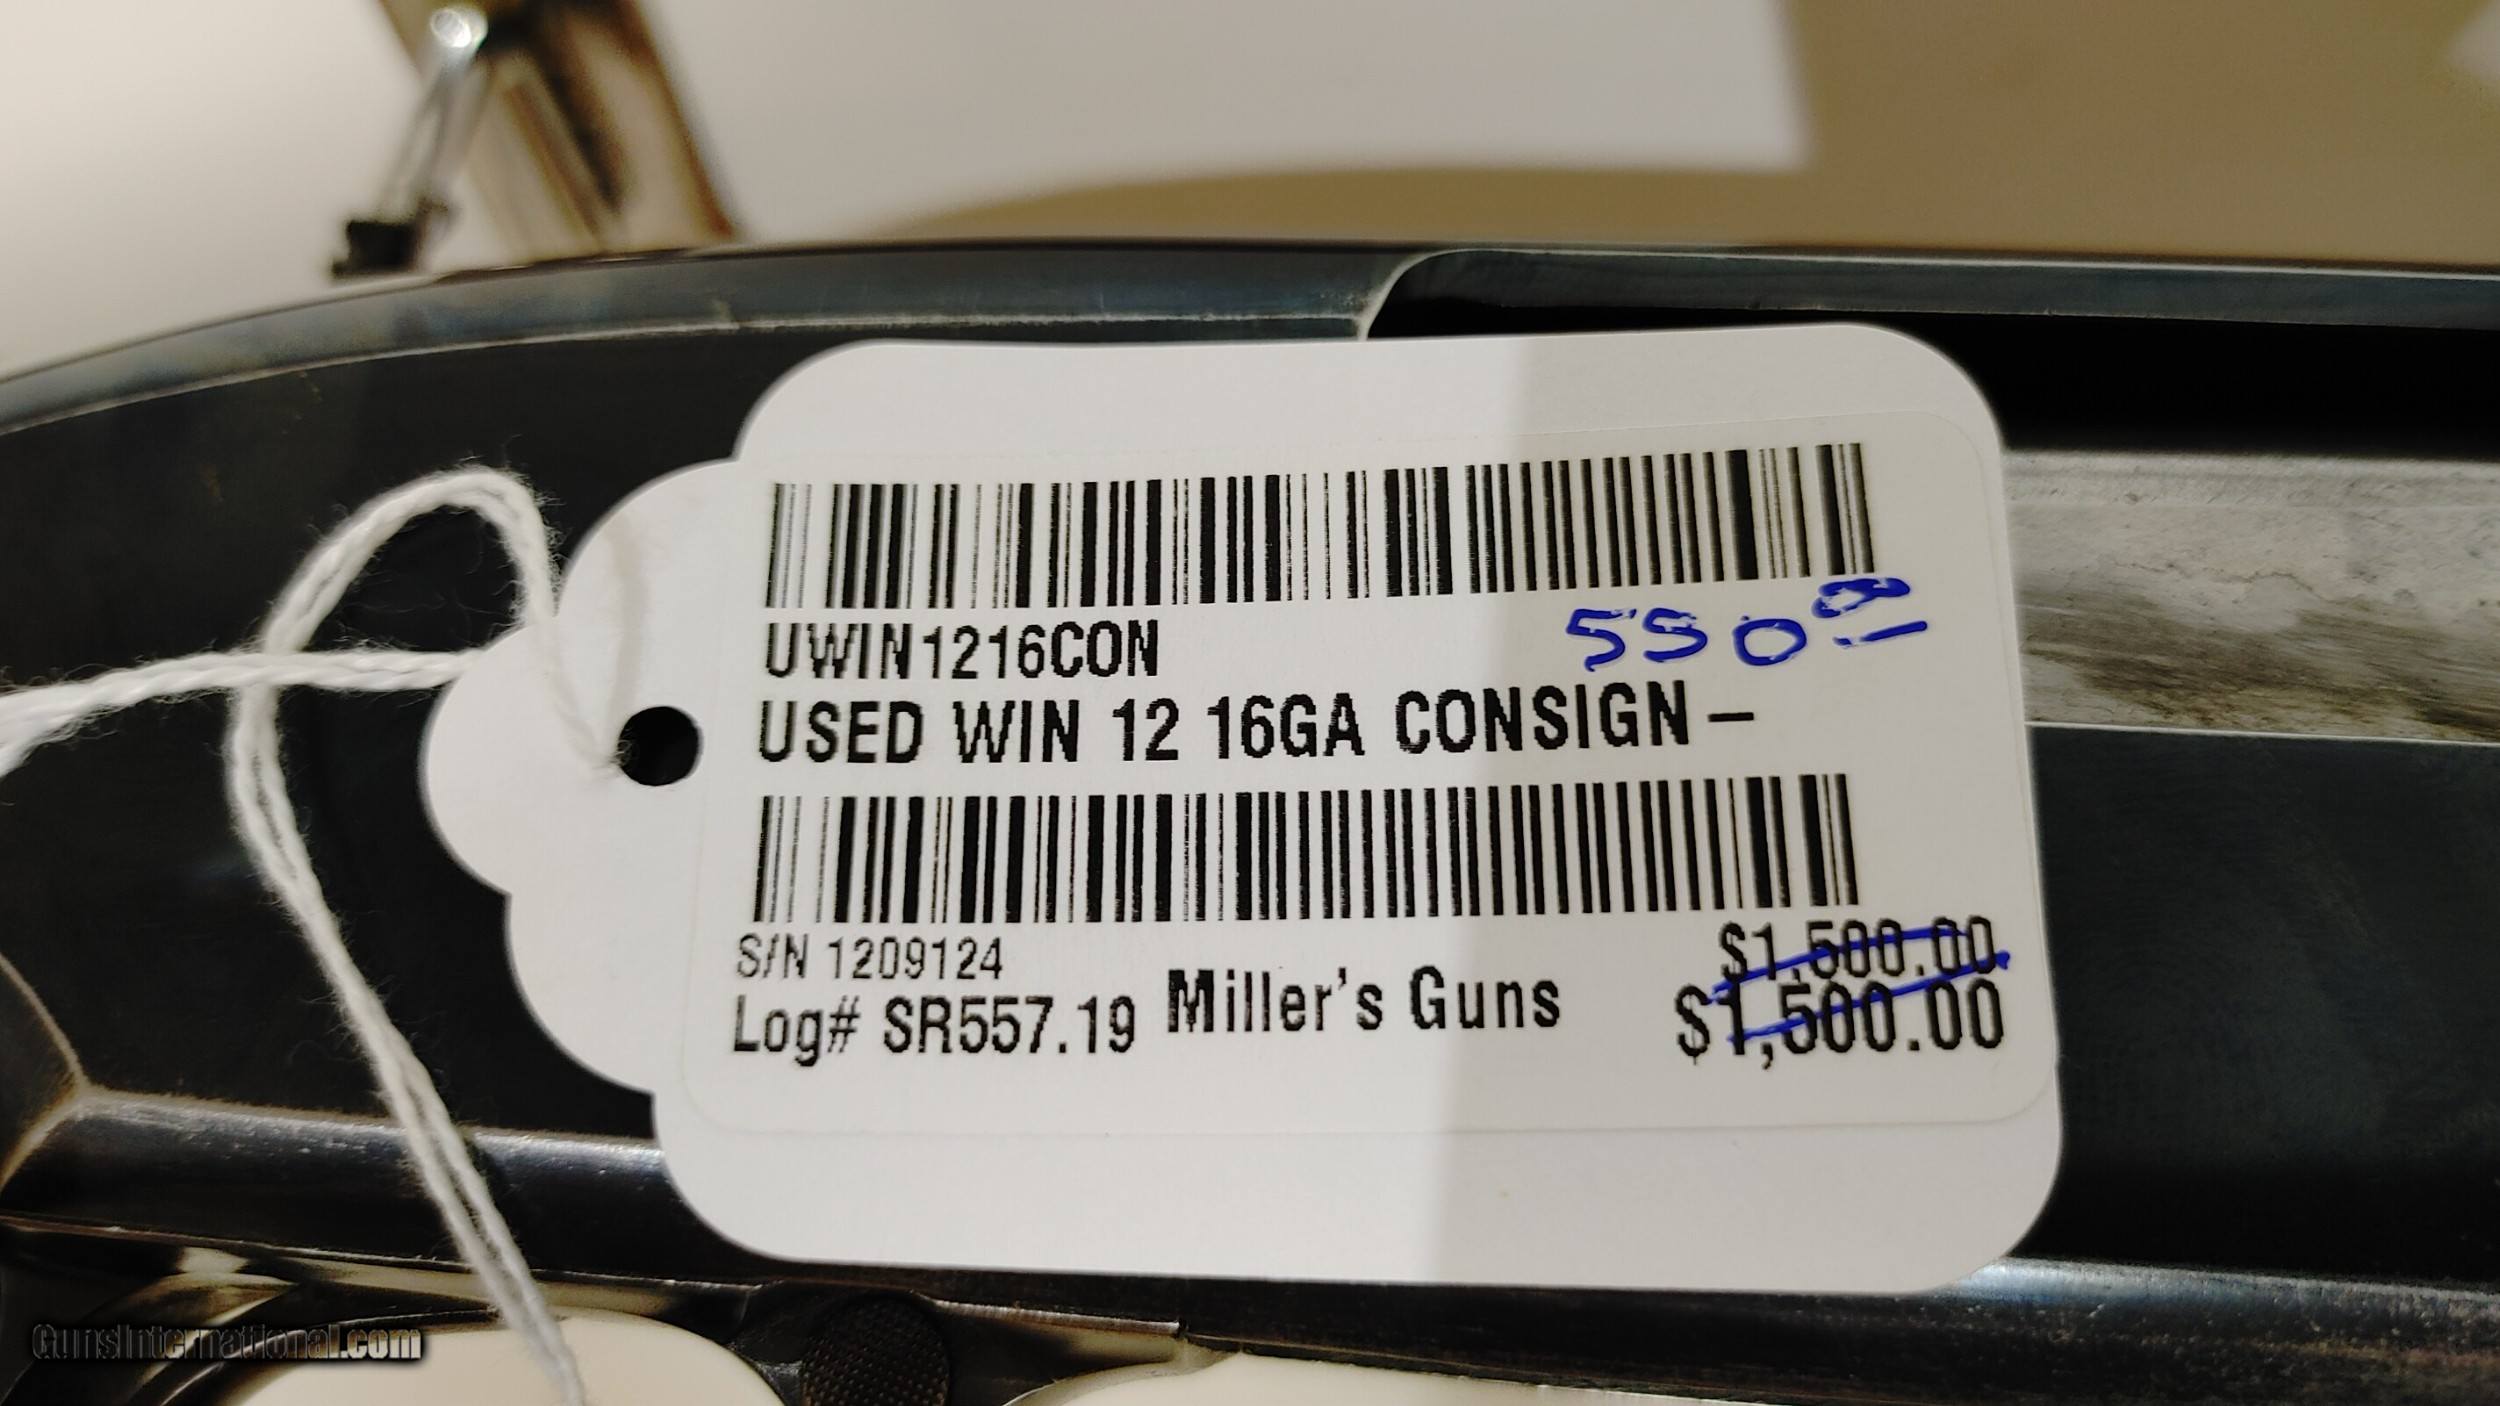 UWIN1216CON
550.00
USED WIN 12 16GA CONSIGN-
S/N 1209124
$1,500.00
Log# SR557.19 Miller's Guns $1,500.00
GunsInternational.com